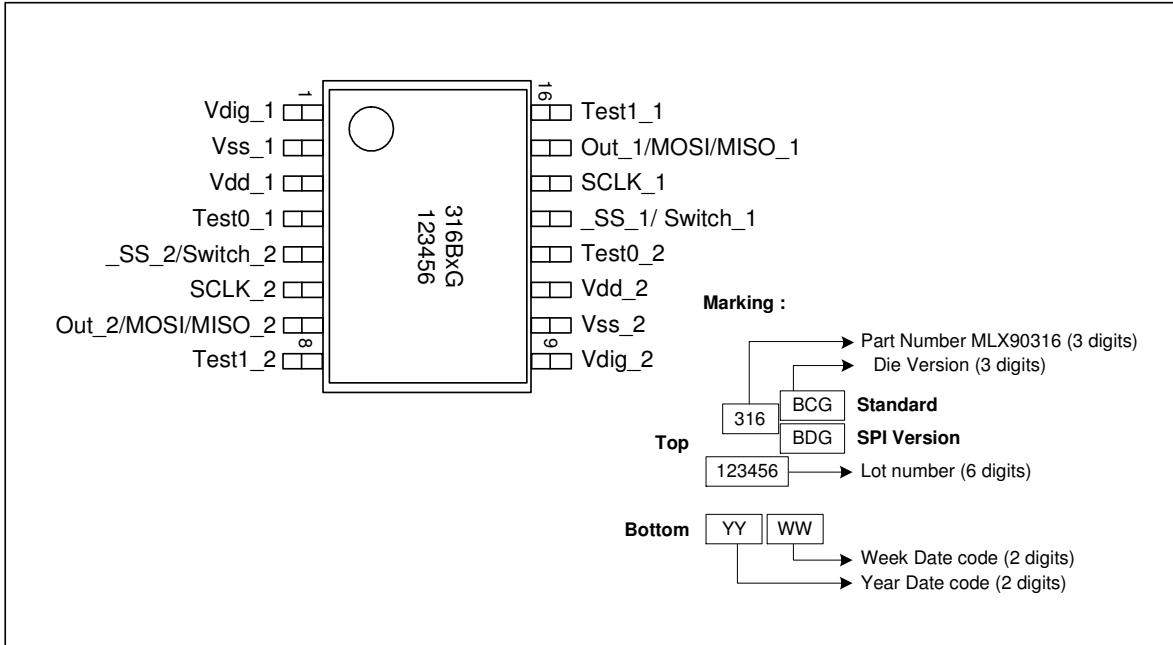 1
16
Vdig_1
Test1_1
Vss_1
Out_1/MOSI/MISO_1
Vdd_1
SCLK_1
Test0_1
_SS_1/ Switch_1
_SS_2/Switch_2
Test0_2
SCLK_2
Vdd_2
Out_2/MOSI/MISO_2
Vss_2
8
9
Test1_2
Vdig_2
316BxG
123456
Marking :
Part Number MLX90316 (3 digits)
Die Version (3 digits)
316
BCG
Standard
BDG
SPI Version
Top
123456
Lot number (6 digits)
Bottom
YY
WW
Week Date code (2 digits)
Year Date code (2 digits)